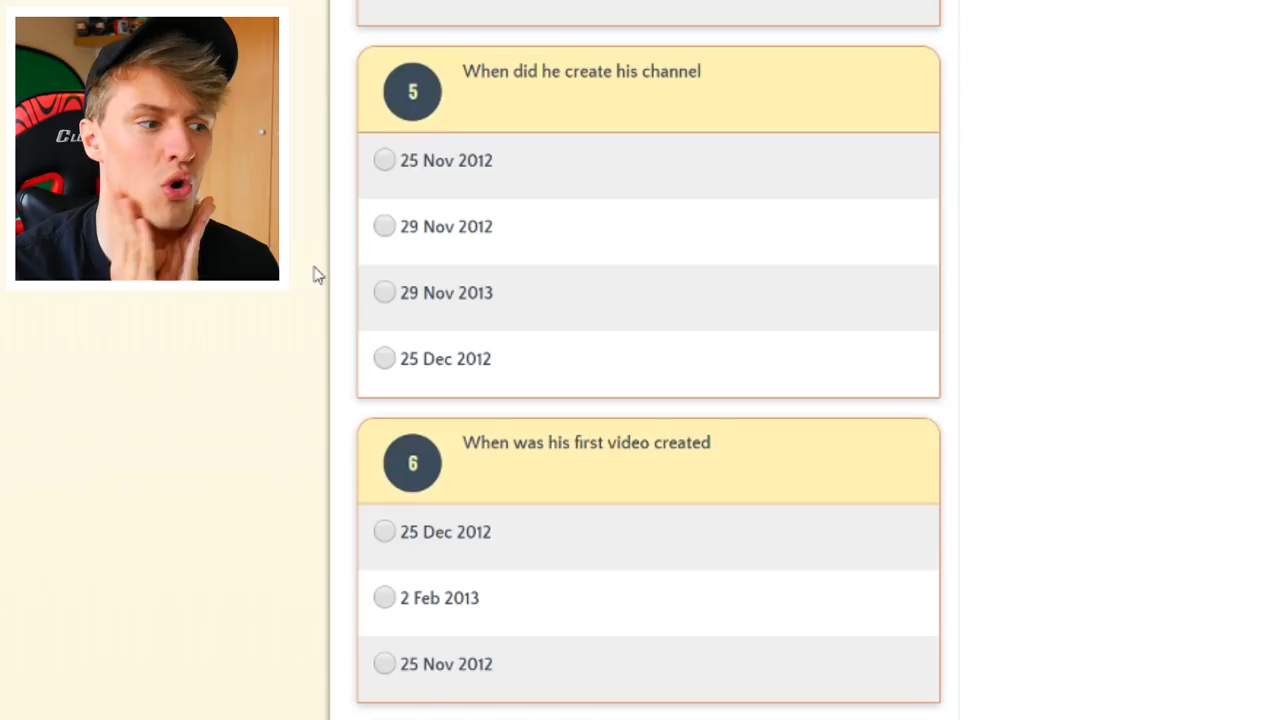 5
When did he create his channel
25 Nov 2012
29 Nov 2012
29 Nov 2013
25 Dec 2012
6
When was his first video created
25 Dec 2012
2 Feb 2013
25 Nov 2012